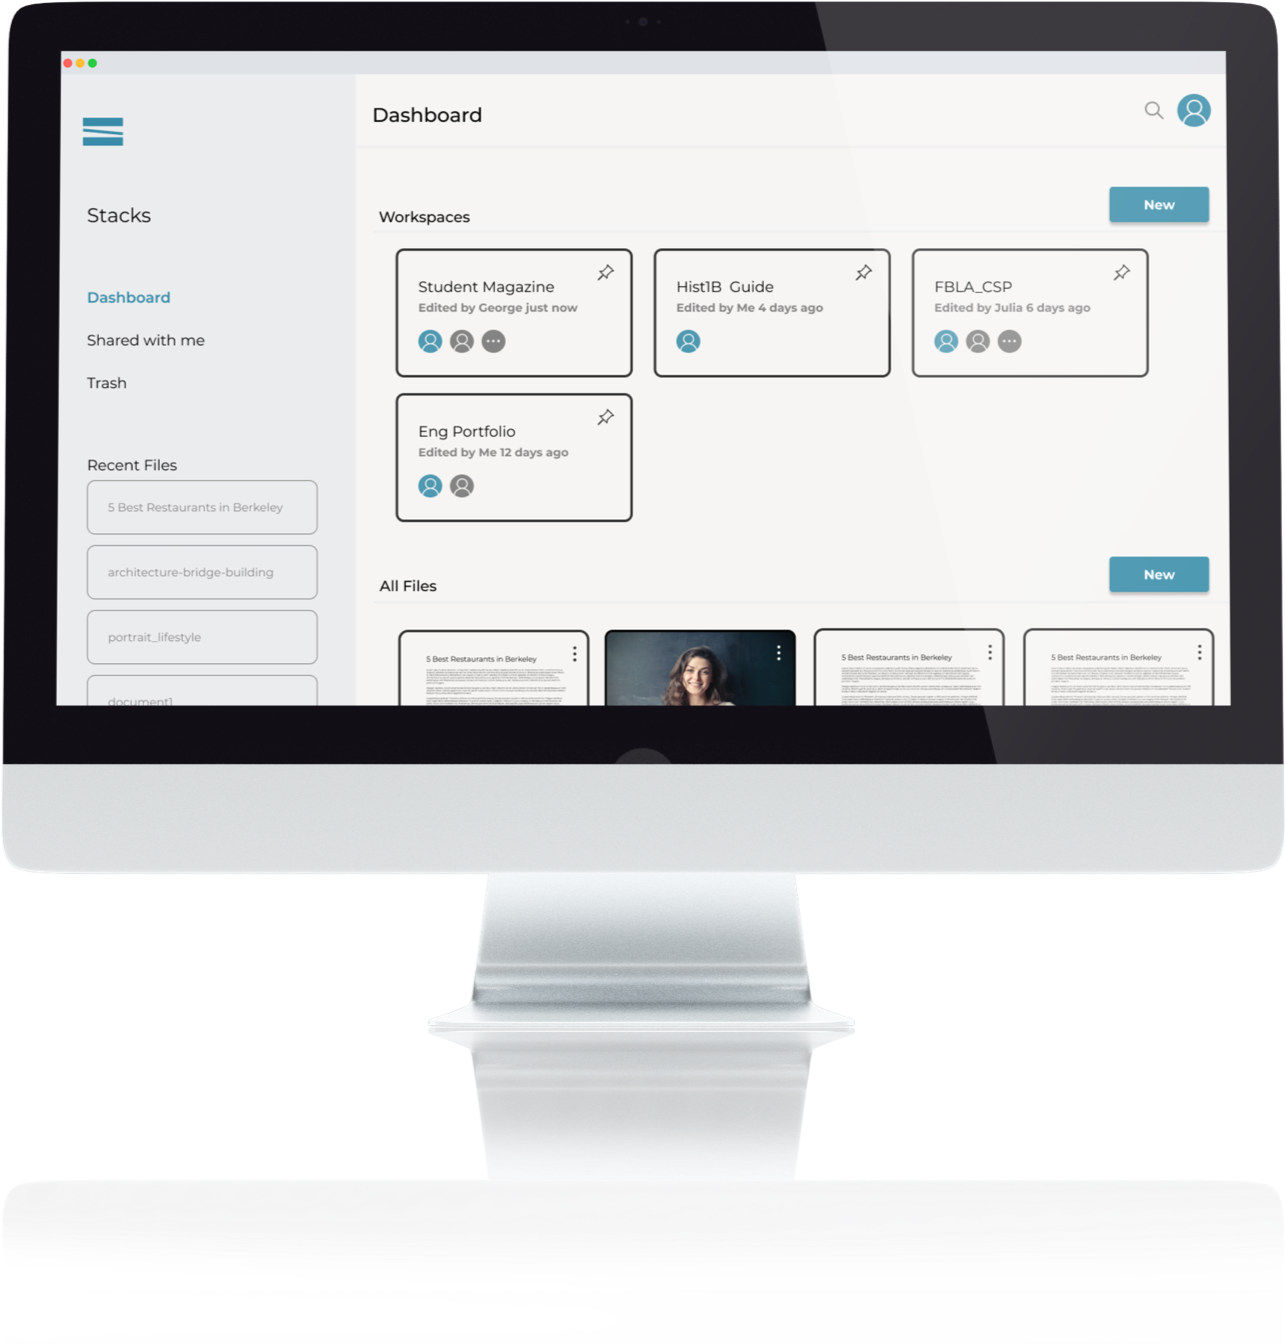 Dashboard
Stacks
Workspaces
New
Dashboard
Shared with me
Trash
Student Magazine
Edited by George just now
Hist1B Guide
Edited by Me 4 days ago
FBLA_CSP
Edited by Julia 6 days ago
Eng Portfolio
Edited by Me 12 days ago
Recent Files
5 Best Restaurants in Berkeley
architecture-bridge-building
portrait_lifestyle
document1
All Files
New
5 Best Restaurants in Berkeley
5 Best Restaurants in Berkeley
5 Best Restaurants in Berkeley